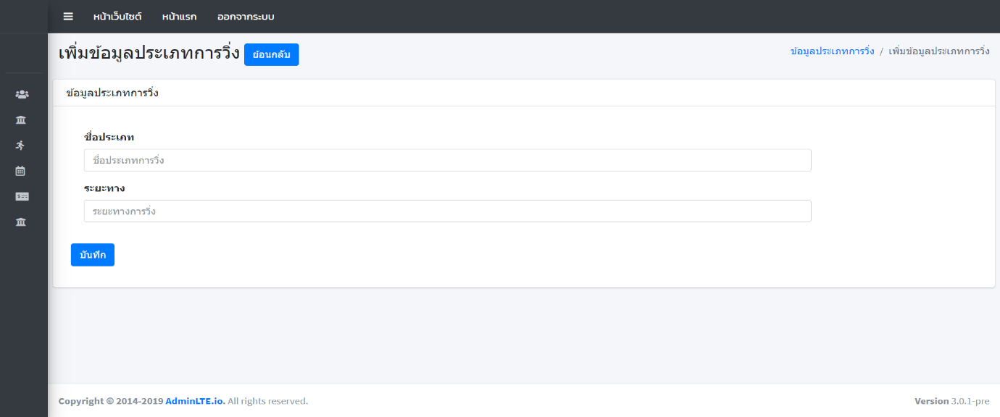 หน้าเว็บไซต์ หน้าแรก ออกจากระบบ
เพิ่มข้อมูลประเภทการวิ่ง ย้อนกลับ ข้อมูลประเภทการวิ่ง / เพิ่มข้อมูลประเภทการวิ่ง
ข้อมูลประเภทการวิ่ง
ชื่อประเภท
ชื่อประเภทการวิ่ง
ระยะทาง
ระยะทางการวิ่ง
บันทึก
Copyright © 2014-2019 AdminLTE.io. All rights reserved. Version 3.0.1-pre